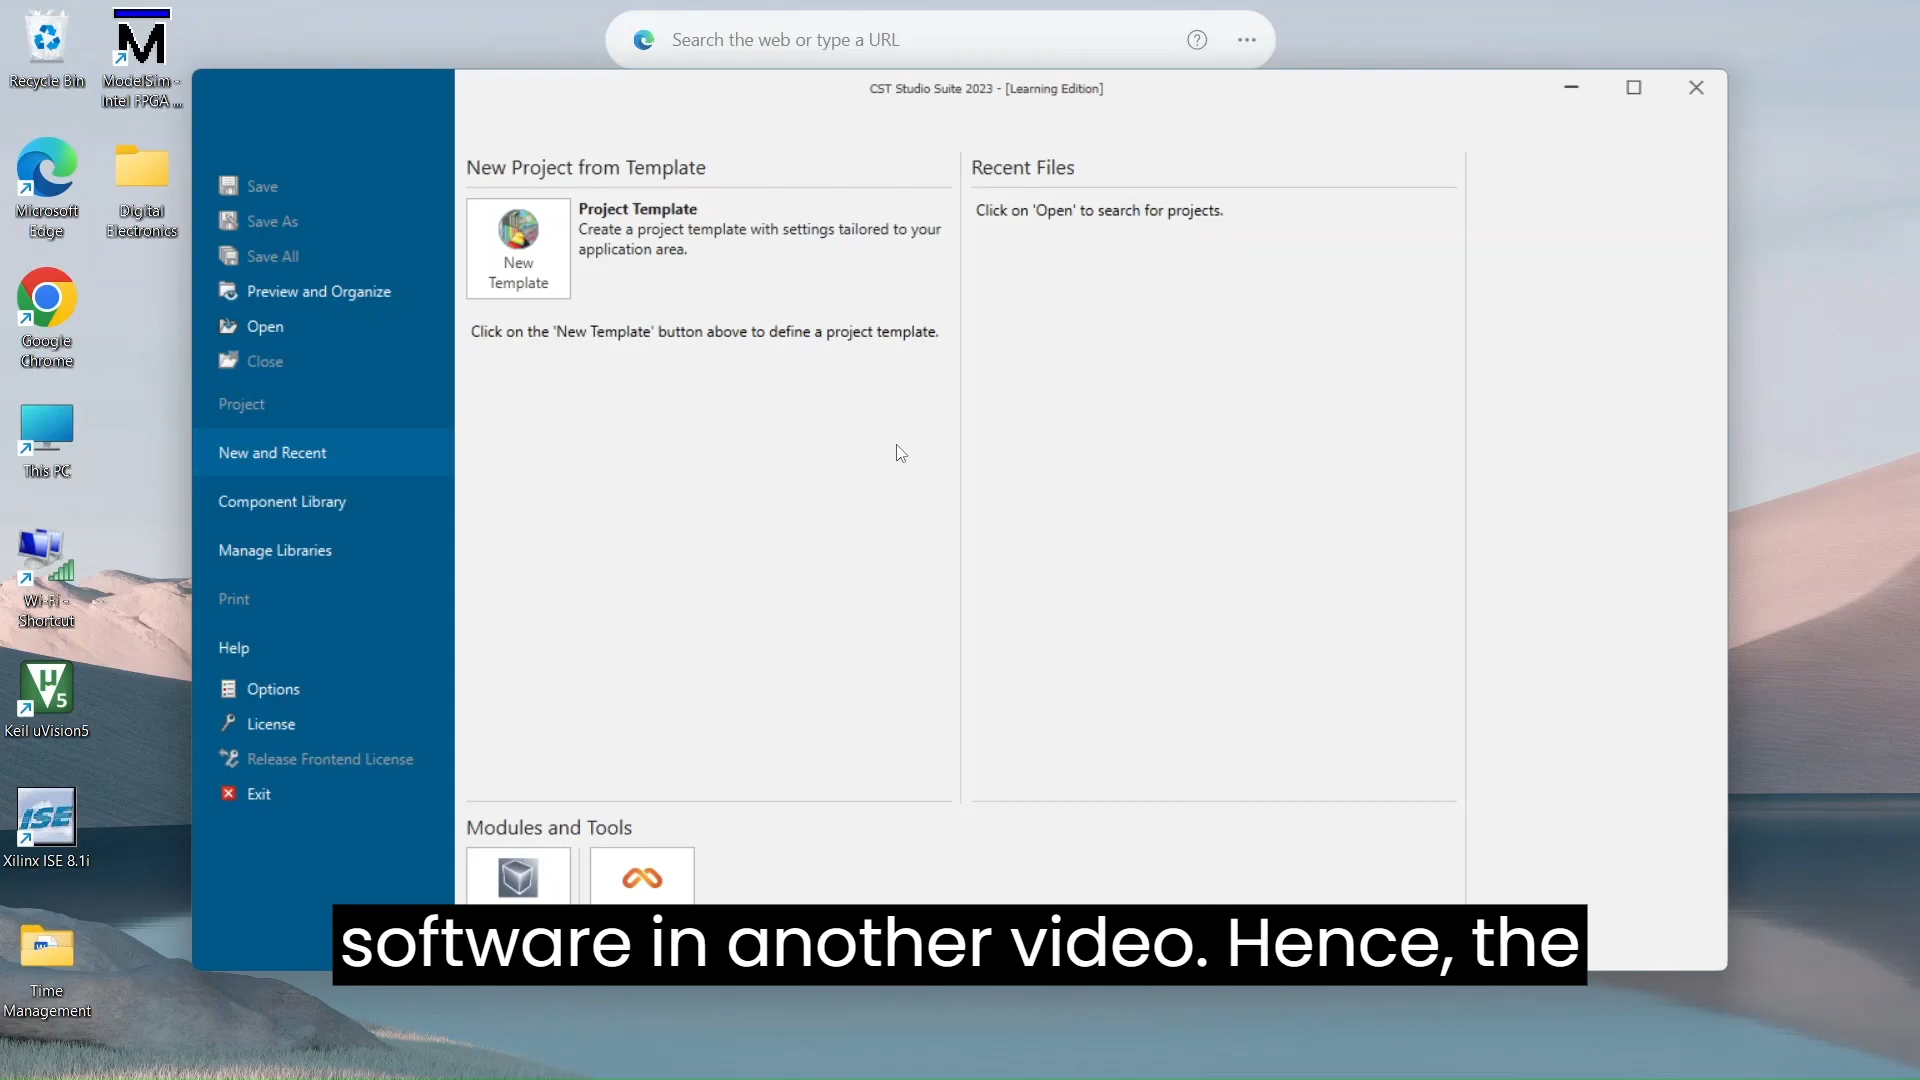 Search the web or type a URL
Recycle Bin
ModelSim -
Intel FPGA ...
CST Studio Suite 2023 - [Learning Edition]
Microsoft
Edge
Digital
Electronics
Google
Chrome
This PC
Wi-Fi -
Shortcut
Keil uVision5
ISE
Xilinx ISE 8.1i
Time
Management
Save
Save As
Save All
Preview and Organize
Open
Close
Project
New and Recent
Component Library
Manage Libraries
Print
Help
Options
License
Release Frontend License
Exit
New Project from Template
New
Template
Project Template
Create a project template with settings tailored to your
application area.
Click on the 'New Template' button above to define a project template.
Recent Files
Click on 'Open' to search for projects.
Modules and Tools
software in another video. Hence, the